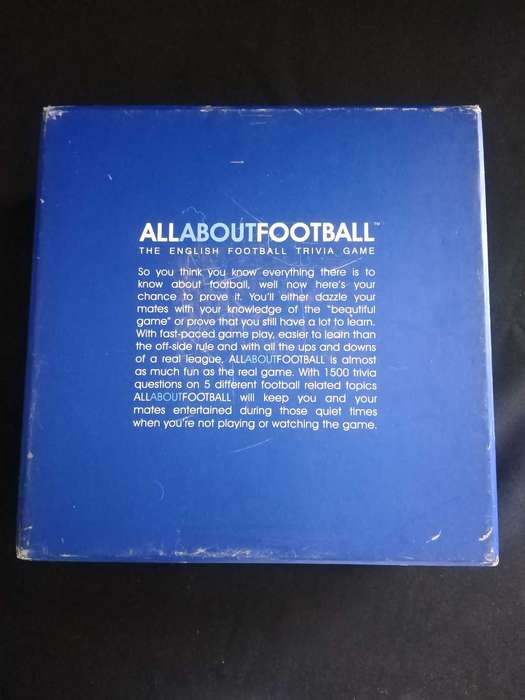 ALLABOUTFOOTBALL™
THE ENGLISH FOOTBALL TRIVIA GAME
So you think you know everything there is to
know about football, well now here's your
chance to prove it. You'll either dazzle your
mates with your knowledge of the "beautiful
game" or prove that you still have a lot to learn.
With fast-paced game play, easier to learn than
the off-side rule and with all the ups and downs
of a real league, ALLABOUTFOOTBALL is almost
as much fun as the real game. With 1500 trivia
questions on 5 different football related topics
ALLABOUTFOOTBALL will keep you and your
mates entertained during those quiet times
when you're not playing or watching the game.